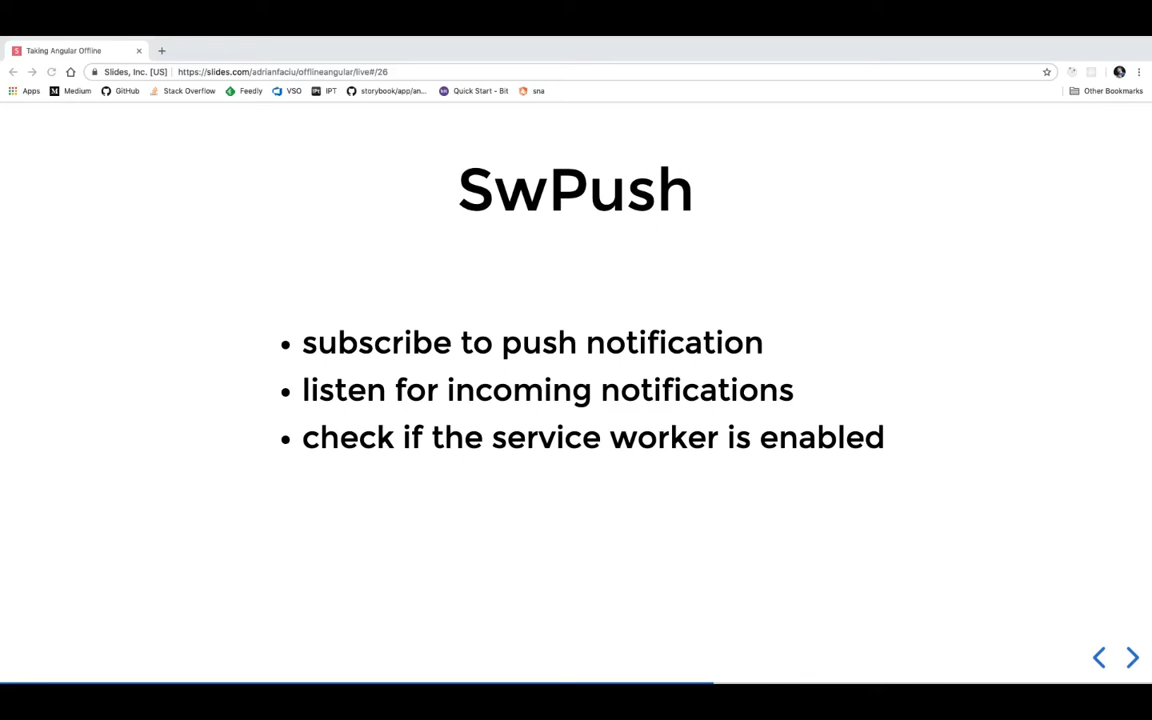 Taking Angular Offline
Slides, Inc. [US] https://slides.com/adrianfaciu/offlineangular/live#/26
Apps Medium GitHub Stack Overflow Feedly VSO IPT storybook/app/an... Quick Start - Bit sna Other Bookmarks
SwPush
• subscribe to push notification
• listen for incoming notifications
• check if the service worker is enabled